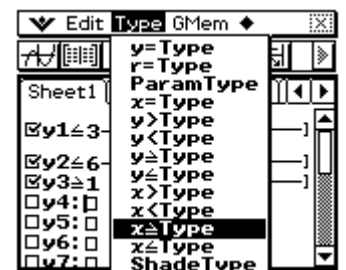 Edit Type GMem ◆
y=Type
r=Type
ParamType
x=Type
y>Type
y<Type
y≥Type
y≤Type
x>Type
x<Type
x≥Type
x≤Type
ShadeType
Sheet1
y1≤3-
y2≤6-
y3≥1
y4:
y5:
y6:
y7: